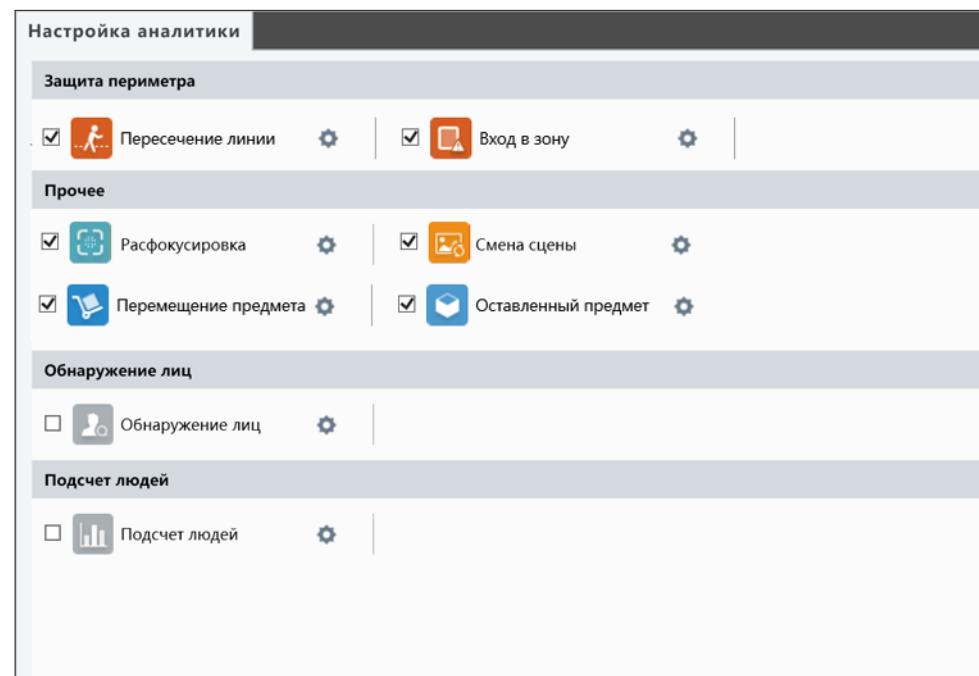 Настройка аналитики
Защита периметра
Пересечение линии
Вход в зону
Прочее
Расфокусировка
Смена сцены
Перемещение предмета
Оставленный предмет
Обнаружение лиц
Обнаружение лиц
Подсчет людей
Подсчет людей